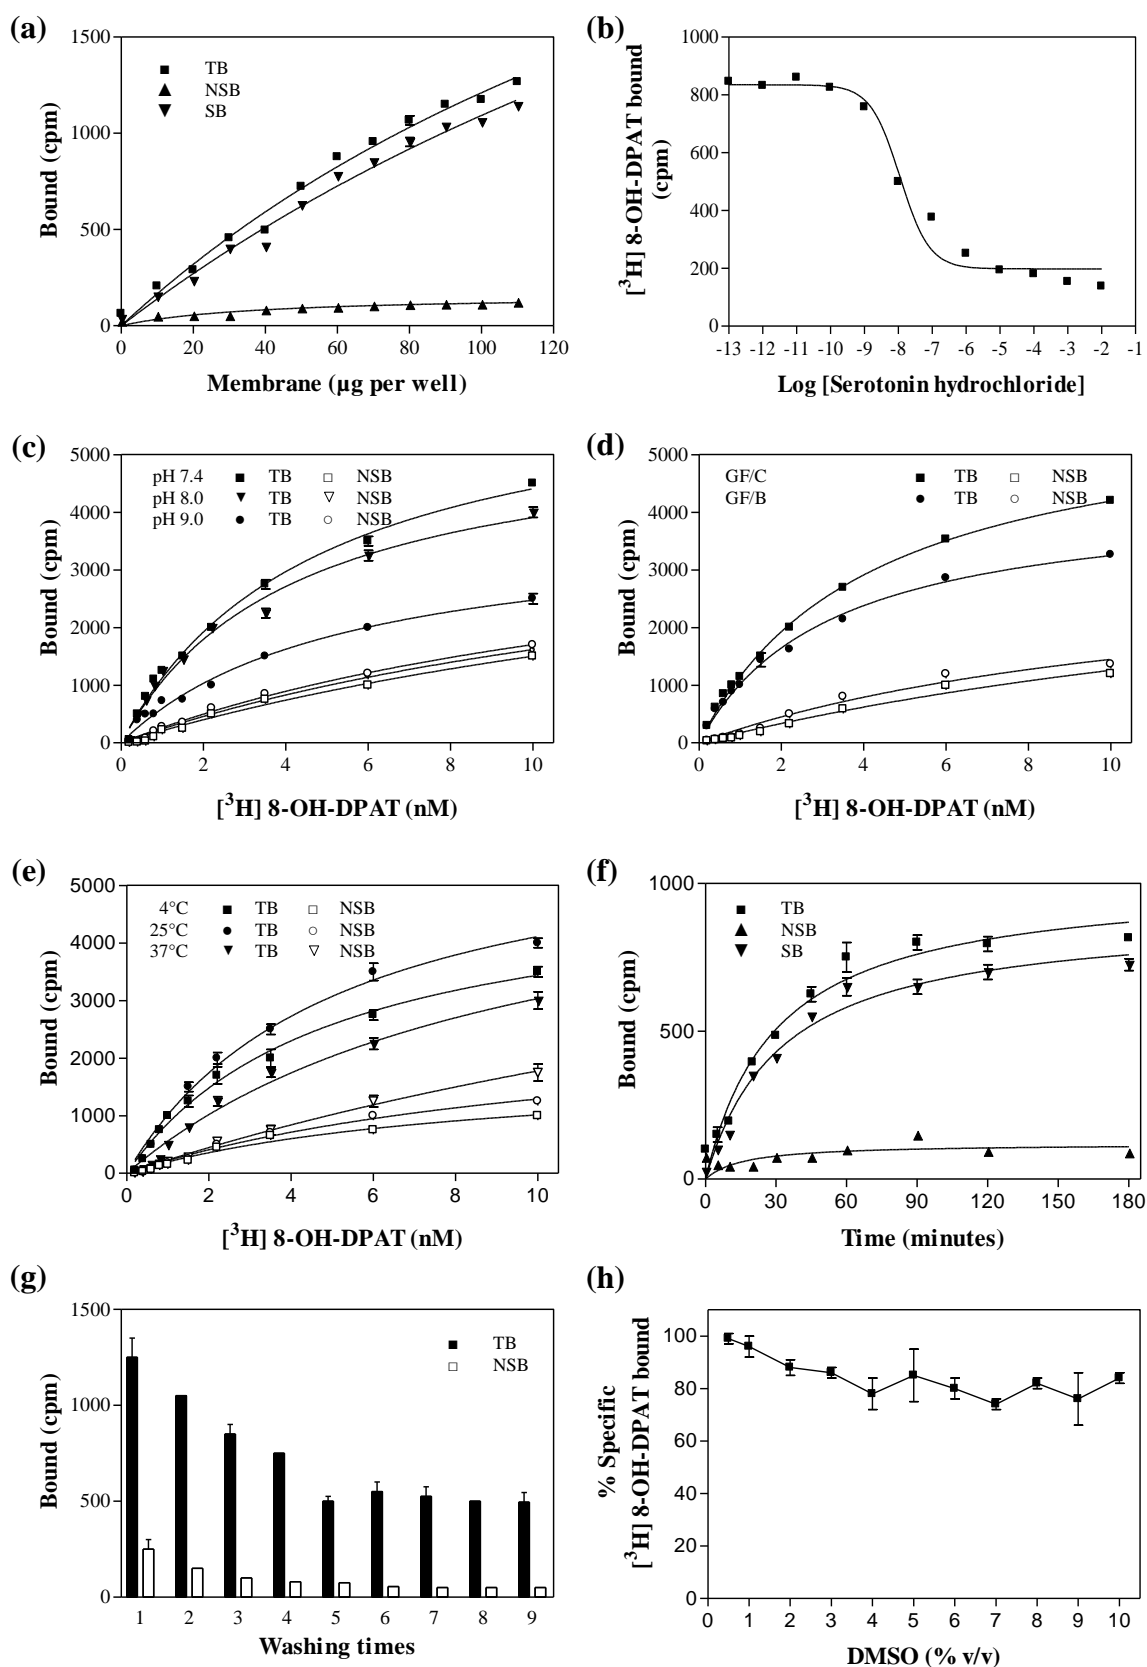 (a)
1500
1000
500
0
TB
NSB
SB
Bound (cpm)
0 20 40 60 80 100 120
Membrane (µg per well)
(b)
1000
800
600
400
200
0
[³H] 8-OH-DPAT bound
(cpm)
-13 -12 -11 -10 -9 -8 -7 -6 -5 -4 -3 -2 -1
Log [Serotonin hydrochloride]
(c)
5000
4000
3000
2000
1000
0
pH 7.4 TB NSB
pH 8.0 TB NSB
pH 9.0 TB NSB
Bound (cpm)
0 2 4 6 8 10
[³H] 8-OH-DPAT (nM)
(d)
5000
4000
3000
2000
1000
0
GF/C TB NSB
GF/B TB NSB
Bound (cpm)
0 2 4 6 8 10
[³H] 8-OH-DPAT (nM)
(e)
5000
4000
3000
2000
1000
0
4°C TB NSB
25°C TB NSB
37°C TB NSB
Bound (cpm)
0 2 4 6 8 10
[³H] 8-OH-DPAT (nM)
(f)
1000
500
0
TB
NSB
SB
Bound (cpm)
0 30 60 90 120 150 180
Time (minutes)
(g)
1500
1000
500
0
TB
NSB
Bound (cpm)
1 2 3 4 5 6 7 8 9
Washing times
(h)
100
80
60
40
20
0
% Specific
[³H] 8-OH-DPAT bound
0 1 2 3 4 5 6 7 8 9 10
DMSO (% v/v)